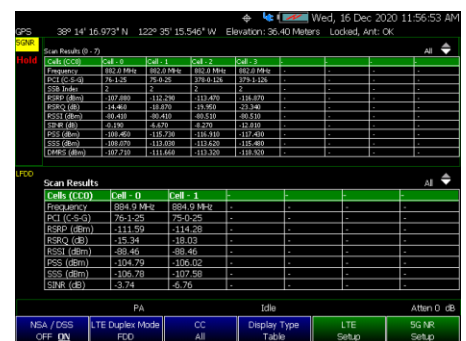 Wed, 16 Dec 2020 11:56:53 AM
GPS 38º 14' 16.973" N 122º 35' 15.546" W Elevation: 36.40 Meters Locked, Ant: OK
5GNR
Hold
Scan Results (0 - 7) All
Cells (CC0) Cell - 0 Cell - 1 Cell - 2 Cell - 3 - - - -
Frequency 882.0 MHz 882.0 MHz 882.0 MHz 882.0 MHz - - - -
PCI (C-S-G) 76-1-25 75-0-25 378-0-126 379-1-126 - - - -
SSB Index 2 2 2 2 - - - -
RSRP (dBm) -107.880 -112.290 -113.470 -116.870 - - - -
RSRQ (dB) -14.460 -18.870 -19.950 -23.340 - - - -
RSSI (dBm) -80.410 -80.410 -80.510 -80.510 - - - -
SINR (dB) -0.190 -6.670 -8.270 -12.010 - - - -
PSS (dBm) -108.450 -115.730 -116.910 -117.430 - - - -
SSS (dBm) -108.070 -113.030 -113.620 -115.480 - - - -
DMRS (dBm) -107.710 -111.660 -113.320 -118.920 - - - -
LFDD
Scan Results All
Cells (CC0) Cell - 0 Cell - 1 - - - -
Frequency 884.9 MHz 884.9 MHz - - - -
PCI (C-S-G) 76-1-25 75-0-25 - - - -
RSRP (dBm) -111.59 -114.28 - - - -
RSRQ (dB) -15.34 -18.03 - - - -
RSSI (dBm) -88.46 -88.46 - - - -
PSS (dBm) -104.79 -106.02 - - - -
SSS (dBm) -106.78 -107.58 - - - -
SINR (dB) -3.74 -6.76 - - - -
PA Idle Atten 0 dB
NSA / DSS LTE Duplex Mode CC Display Type LTE 5G NR
OFF ON FDD All Table Setup Setup